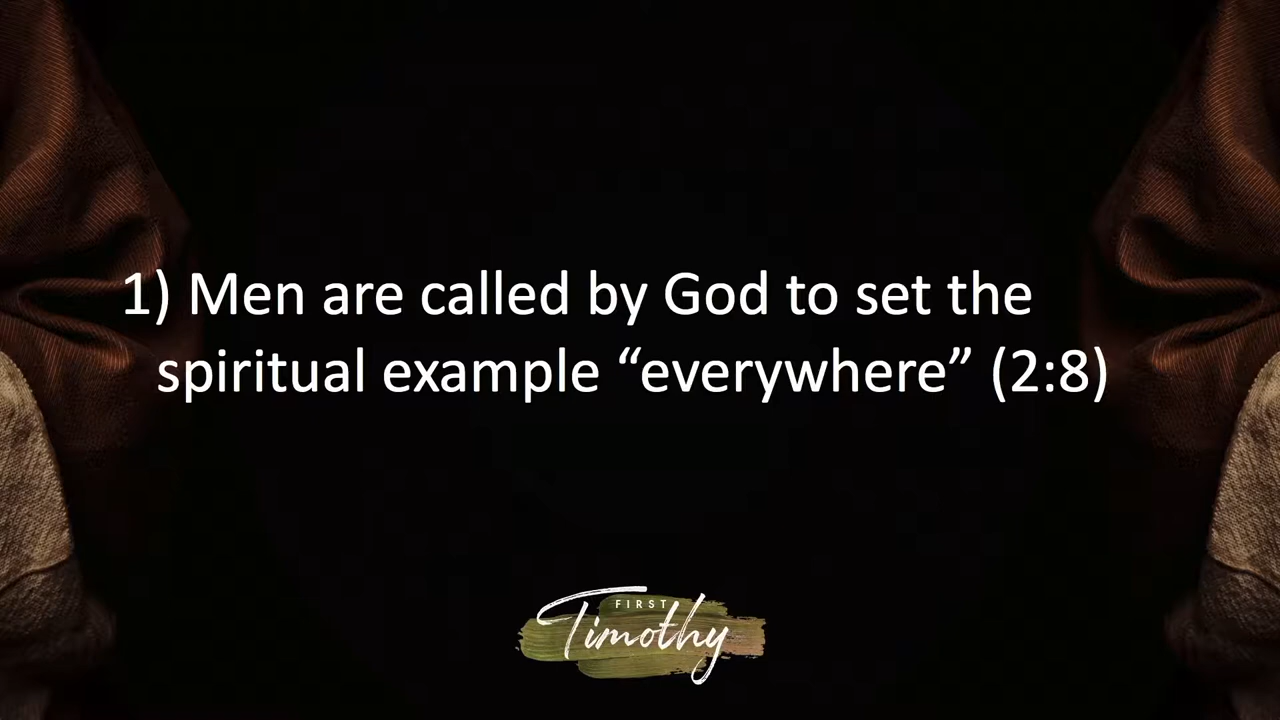 1) Men are called by God to set the
spiritual example “everywhere” (2:8)
FIRST
Timothy